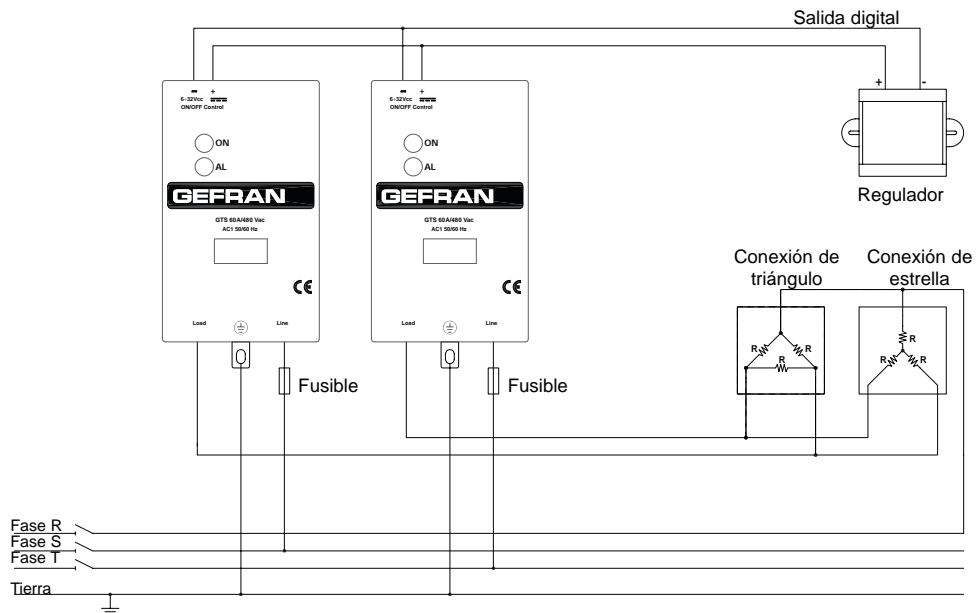 Salida digital
+ -
Regulador
- +
6-32Vcc
ON/OFF Control
ON
AL
GEFRAN
GTS 60A/480 Vac
AC1 50/60 Hz
CE
Load
Line
Fusible
- +
6-32Vcc
ON/OFF Control
ON
AL
GEFRAN
GTS 60A/480 Vac
AC1 50/60 Hz
CE
Load
Line
Fusible
Conexión de
triángulo
R R
R
Conexión de
estrella
R
R R
Fase R
Fase S
Fase T
Tierra